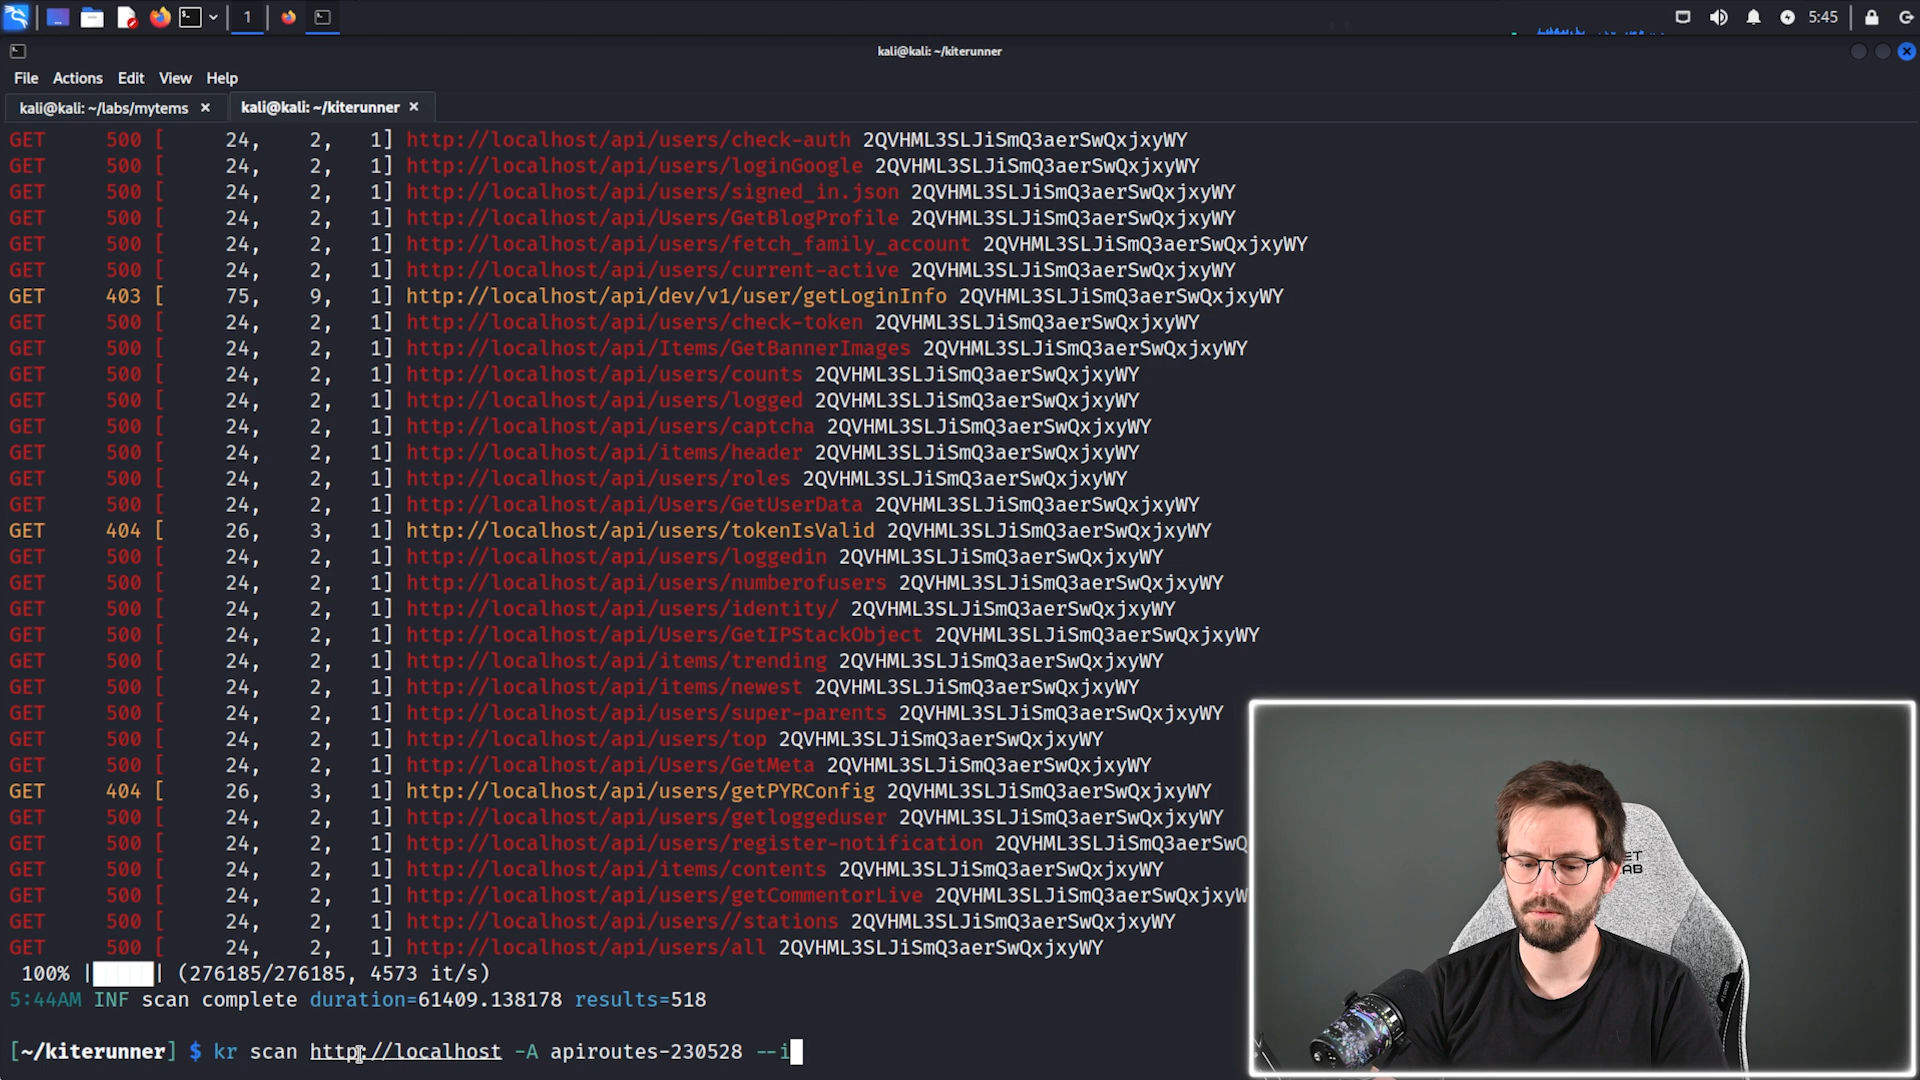 1
5:45
kali@kali: ~/kiterunner
File Actions Edit View Help
kali@kali: ~/labs/mytems × kali@kali: ~/kiterunner ×
GET 500 [ 24, 2, 1] http://localhost/api/users/check-auth 2QVHML3SLJiSmQ3aerSwQxjxyWY
GET 500 [ 24, 2, 1] http://localhost/api/users/loginGoogle 2QVHML3SLJiSmQ3aerSwQxjxyWY
GET 500 [ 24, 2, 1] http://localhost/api/users/signed_in.json 2QVHML3SLJiSmQ3aerSwQxjxyWY
GET 500 [ 24, 2, 1] http://localhost/api/Users/GetBlogProfile 2QVHML3SLJiSmQ3aerSwQxjxyWY
GET 500 [ 24, 2, 1] http://localhost/api/users/fetch_family_account 2QVHML3SLJiSmQ3aerSwQxjxyWY
GET 500 [ 24, 2, 1] http://localhost/api/users/current-active 2QVHML3SLJiSmQ3aerSwQxjxyWY
GET 403 [ 75, 9, 1] http://localhost/api/dev/v1/user/getLoginInfo 2QVHML3SLJiSmQ3aerSwQxjxyWY
GET 500 [ 24, 2, 1] http://localhost/api/users/check-token 2QVHML3SLJiSmQ3aerSwQxjxyWY
GET 500 [ 24, 2, 1] http://localhost/api/Items/GetBannerImages 2QVHML3SLJiSmQ3aerSwQxjxyWY
GET 500 [ 24, 2, 1] http://localhost/api/users/counts 2QVHML3SLJiSmQ3aerSwQxjxyWY
GET 500 [ 24, 2, 1] http://localhost/api/users/logged 2QVHML3SLJiSmQ3aerSwQxjxyWY
GET 500 [ 24, 2, 1] http://localhost/api/users/captcha 2QVHML3SLJiSmQ3aerSwQxjxyWY
GET 500 [ 24, 2, 1] http://localhost/api/items/header 2QVHML3SLJiSmQ3aerSwQxjxyWY
GET 500 [ 24, 2, 1] http://localhost/api/users/roles 2QVHML3SLJiSmQ3aerSwQxjxyWY
GET 500 [ 24, 2, 1] http://localhost/api/Users/GetUserData 2QVHML3SLJiSmQ3aerSwQxjxyWY
GET 404 [ 26, 3, 1] http://localhost/api/users/tokenIsValid 2QVHML3SLJiSmQ3aerSwQxjxyWY
GET 500 [ 24, 2, 1] http://localhost/api/users/loggedin 2QVHML3SLJiSmQ3aerSwQxjxyWY
GET 500 [ 24, 2, 1] http://localhost/api/users/numberofusers 2QVHML3SLJiSmQ3aerSwQxjxyWY
GET 500 [ 24, 2, 1] http://localhost/api/users/identity/ 2QVHML3SLJiSmQ3aerSwQxjxyWY
GET 500 [ 24, 2, 1] http://localhost/api/Users/GetIPStackObject 2QVHML3SLJiSmQ3aerSwQxjxyWY
GET 500 [ 24, 2, 1] http://localhost/api/items/trending 2QVHML3SLJiSmQ3aerSwQxjxyWY
GET 500 [ 24, 2, 1] http://localhost/api/items/newest 2QVHML3SLJiSmQ3aerSwQxjxyWY
GET 500 [ 24, 2, 1] http://localhost/api/users/super-parents 2QVHML3SLJiSmQ3aerSwQxjxyWY
GET 500 [ 24, 2, 1] http://localhost/api/users/top 2QVHML3SLJiSmQ3aerSwQxjxyWY
GET 500 [ 24, 2, 1] http://localhost/api/Users/GetMeta 2QVHML3SLJiSmQ3aerSwQxjxyWY
GET 404 [ 26, 3, 1] http://localhost/api/users/getPYRConfig 2QVHML3SLJiSmQ3aerSwQxjxyWY
GET 500 [ 24, 2, 1] http://localhost/api/users/getloggeduser 2QVHML3SLJiSmQ3aerSwQxjxyWY
GET 500 [ 24, 2, 1] http://localhost/api/users/register-notification 2QVHML3SLJiSmQ3aerSwQ
GET 500 [ 24, 2, 1] http://localhost/api/items/contents 2QVHML3SLJiSmQ3aerSwQxjxyWY
GET 500 [ 24, 2, 1] http://localhost/api/users/getCommentorLive 2QVHML3SLJiSmQ3aerSwQxjxyW
GET 500 [ 24, 2, 1] http://localhost/api/users//stations 2QVHML3SLJiSmQ3aerSwQxjxyWY
GET 500 [ 24, 2, 1] http://localhost/api/users/all 2QVHML3SLJiSmQ3aerSwQxjxyWY
100% |█████| (276185/276185, 4573 it/s)
5:44AM INF scan complete duration=61409.138178 results=518
[~/kiterunner] $ kr scan http://localhost -A apiroutes-230528 --i
ET
AB